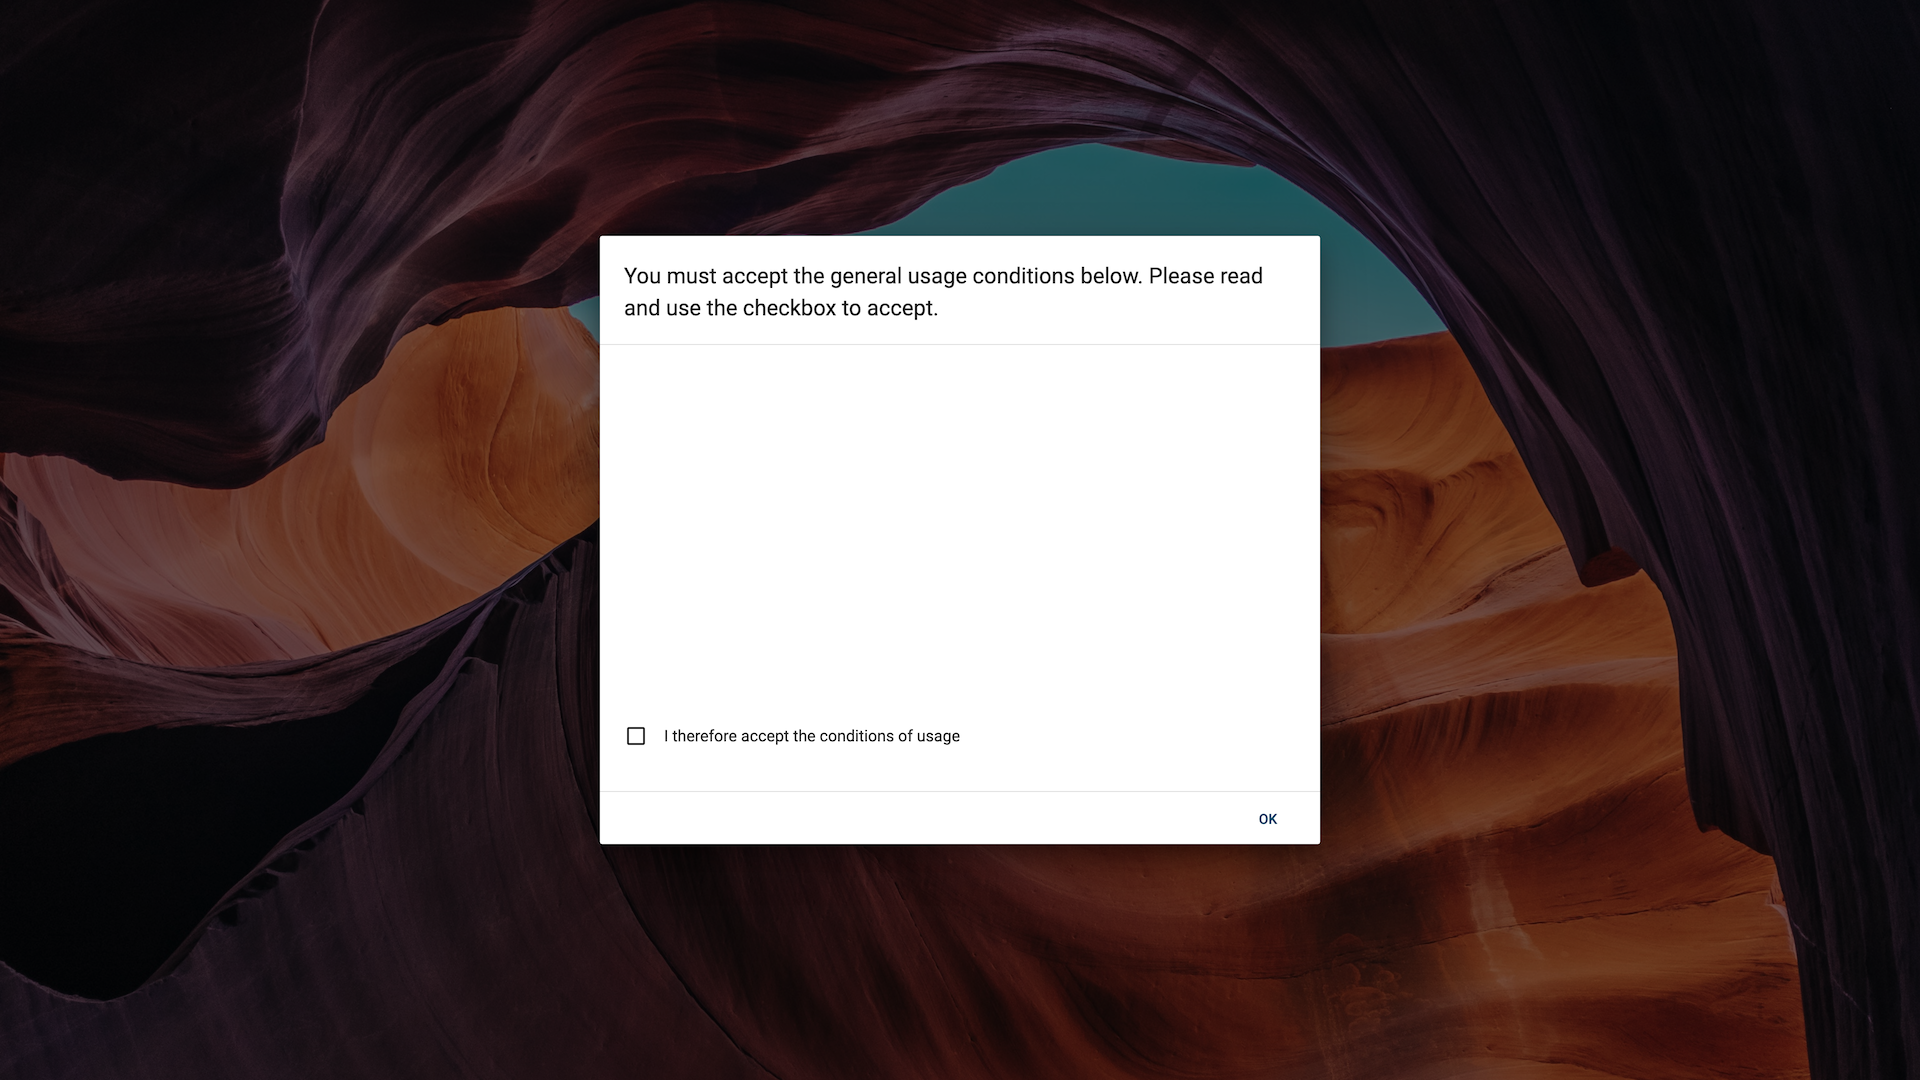 You must accept the general usage conditions below. Please read
and use the checkbox to accept.
I therefore accept the conditions of usage
OK